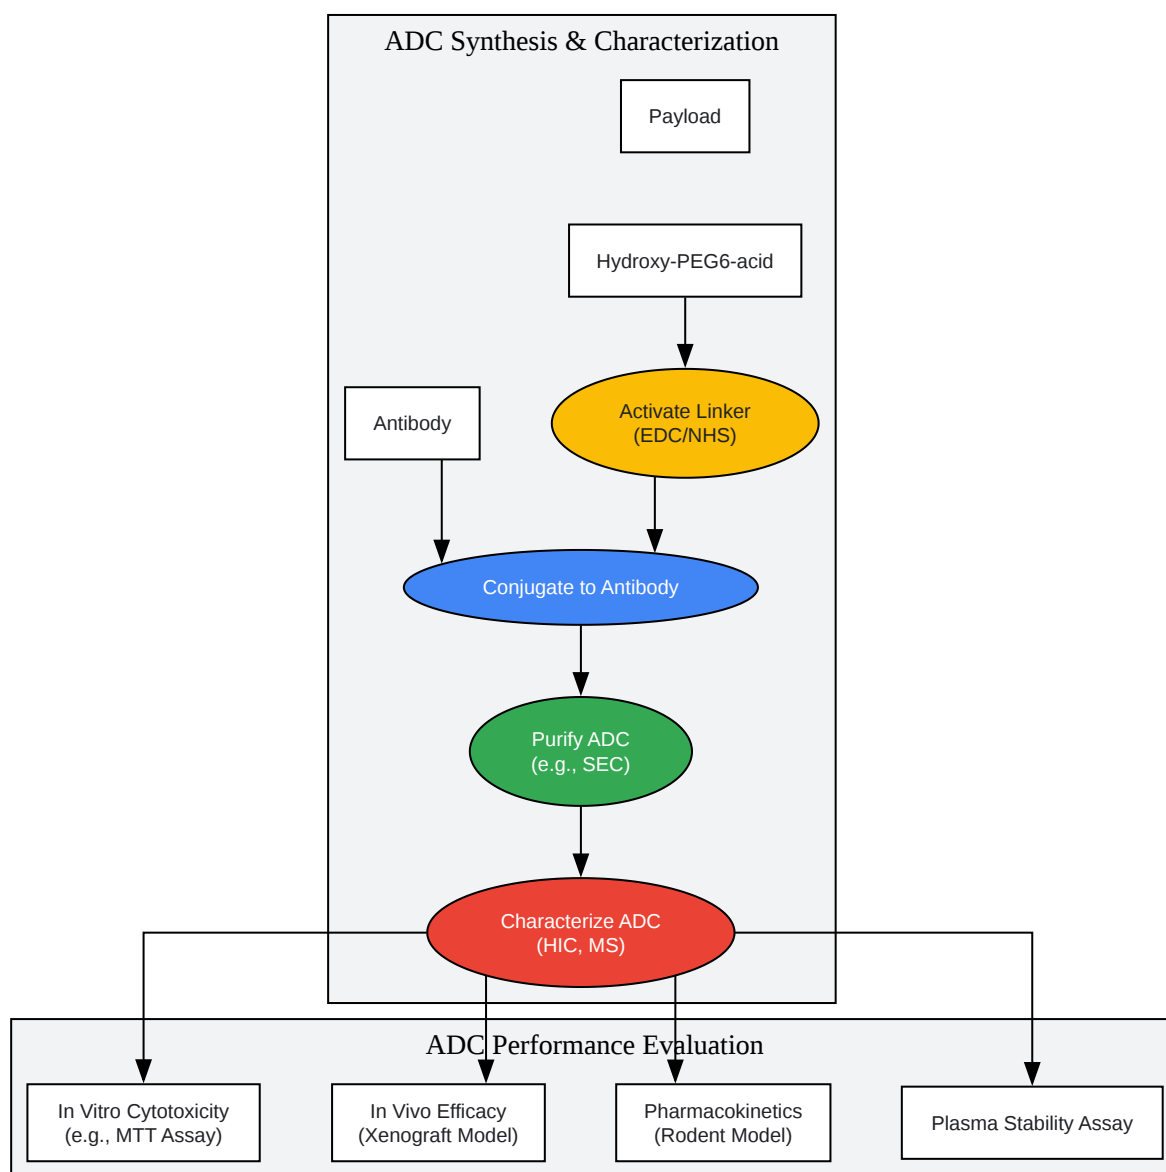 ADC Synthesis & Characterization
Payload
Hydroxy-PEG6-acid
Activate Linker
(EDC/NHS)
Antibody
Conjugate to Antibody
Purify ADC
(e.g., SEC)
Characterize ADC
(HIC, MS)
ADC Performance Evaluation
In Vitro Cytotoxicity
(e.g., MTT Assay)
In Vivo Efficacy
(Xenograft Model)
Pharmacokinetics
(Rodent Model)
Plasma Stability Assay